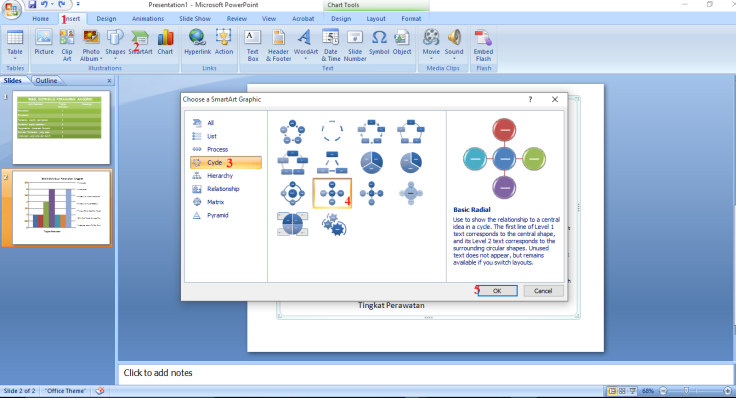 Presentation1 - Microsoft PowerPoint
Chart Tools
Home
1
Insert
Design
Animations
Slide Show
Review
View
Acrobat
Design
Layout
Format
Table
Picture
Clip Art
Photo Album
Shapes
2
SmartArt
Chart
Hyperlink
Action
Text Box
Header & Footer
WordArt
Date & Time
Slide Number
Symbol
Object
Movie
Sound
Embed Flash
Tables
Illustrations
Links
Text
Media Clips
Flash
Slides
Outline
Choose a SmartArt Graphic
All
List
Process
Cycle
3
Hierarchy
Relationship
Matrix
Pyramid
4
Basic Radial
Use to show the relationship to a central
idea in a cycle. The first line of Level 1
text corresponds to the central shape,
and its Level 2 text corresponds to the
surrounding circular shapes. Unused
text does not appear, but remains
available if you switch layouts.
5
OK
Cancel
Tingkat Perawatan
Click to add notes
Slide 2 of 2
"Office Theme"
68%